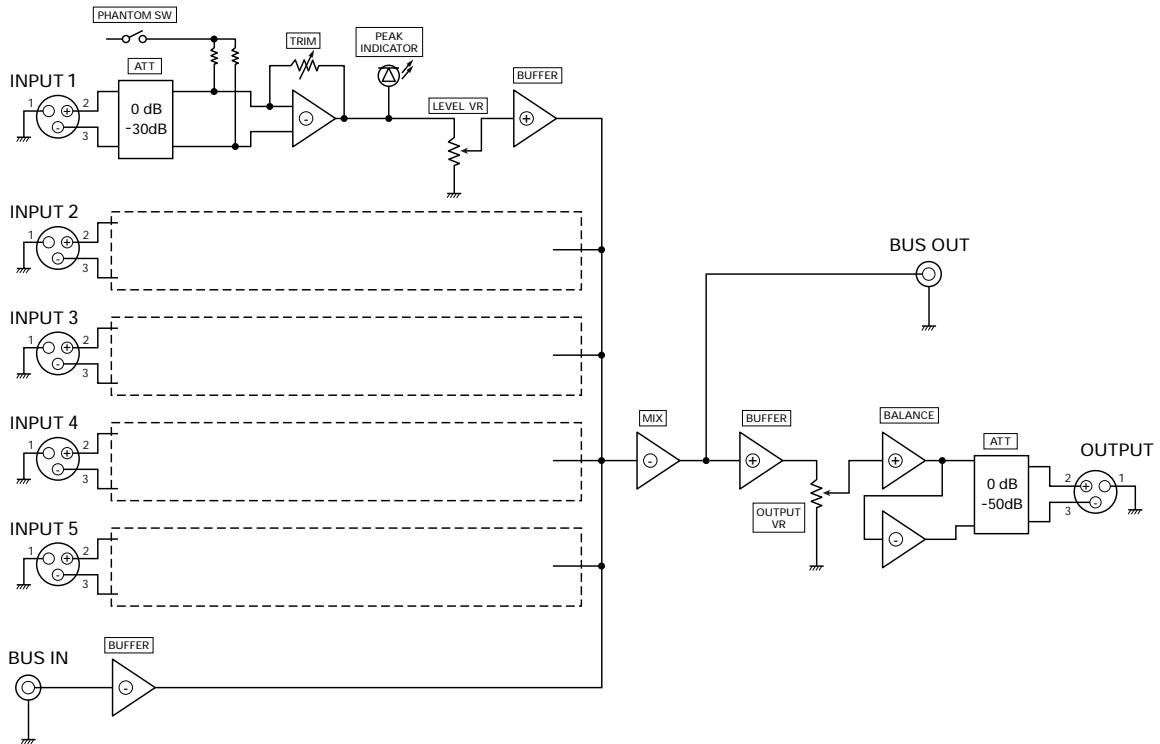 PHANTOM SW
TRIM
PEAK
INDICATOR
BUFFER
INPUT 1
ATT
LEVEL VR
1
2
3
+
-
0 dB
-30dB
-
+
INPUT 2
1
2
3
+
-
BUS OUT
INPUT 3
1
2
3
+
-
INPUT 4
1
2
3
+
-
MIX
-
BUFFER
+
OUTPUT
VR
BALANCE
+
-
ATT
0 dB
-50dB
OUTPUT
2
1
3
+
-
INPUT 5
1
2
3
+
-
BUS IN
BUFFER
-